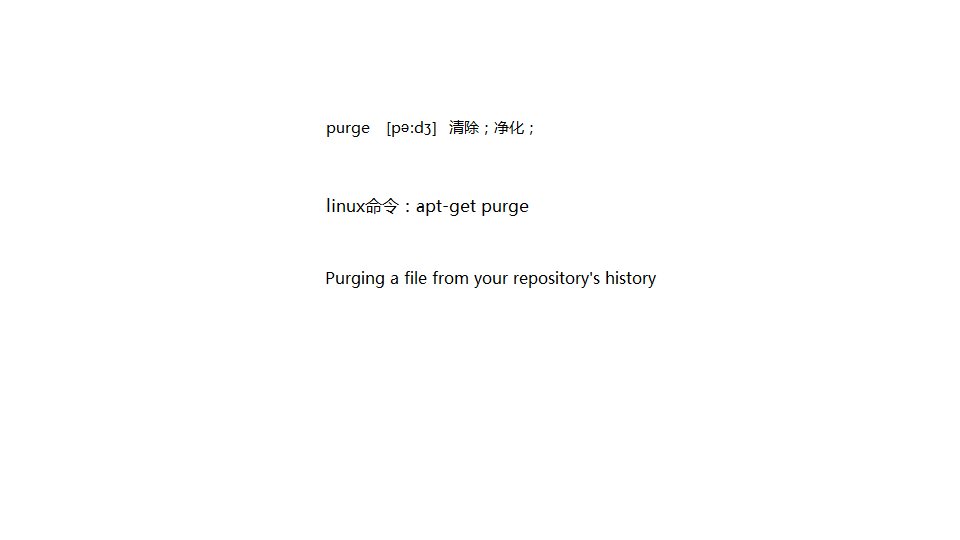 purge [pə:dʒ] 清除；净化；
linux命令：apt-get purge
Purging a file from your repository's history